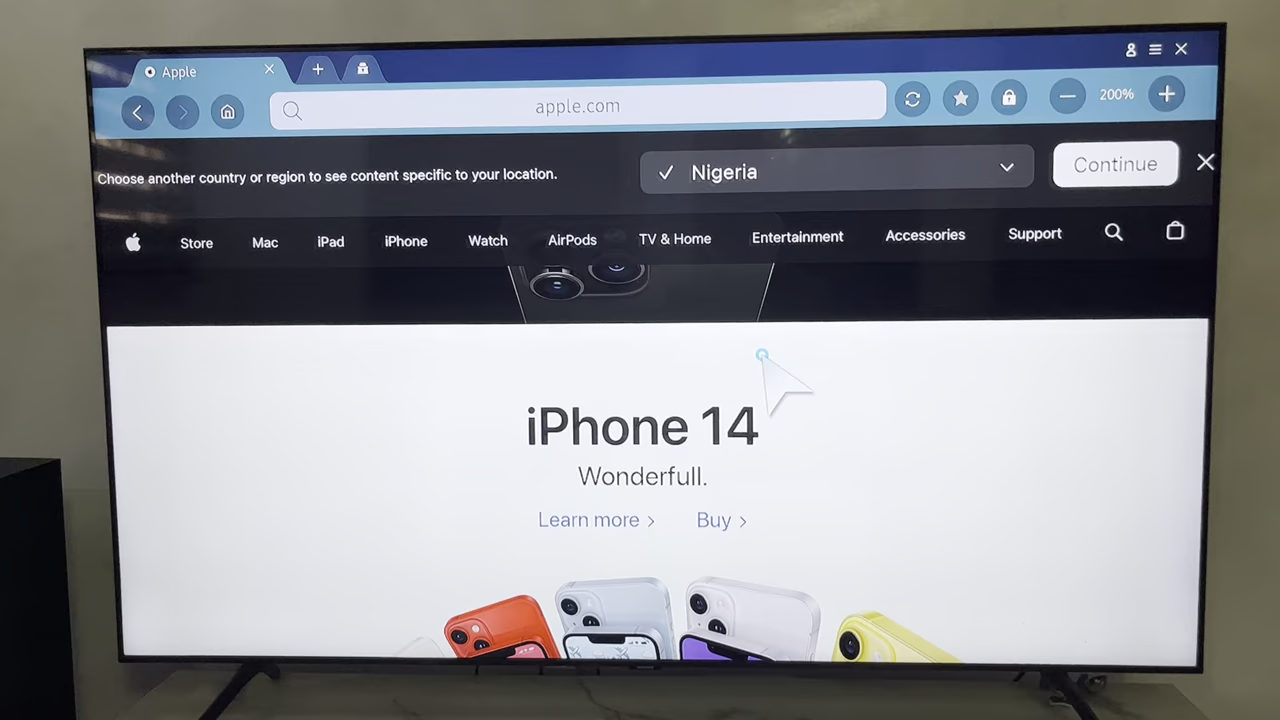 Apple
apple.com
200%
Choose another country or region to see content specific to your location.
Nigeria
Continue
Store Mac iPad iPhone Watch AirPods TV & Home Entertainment Accessories Support
iPhone 14
Wonderfull.
Learn more > Buy >